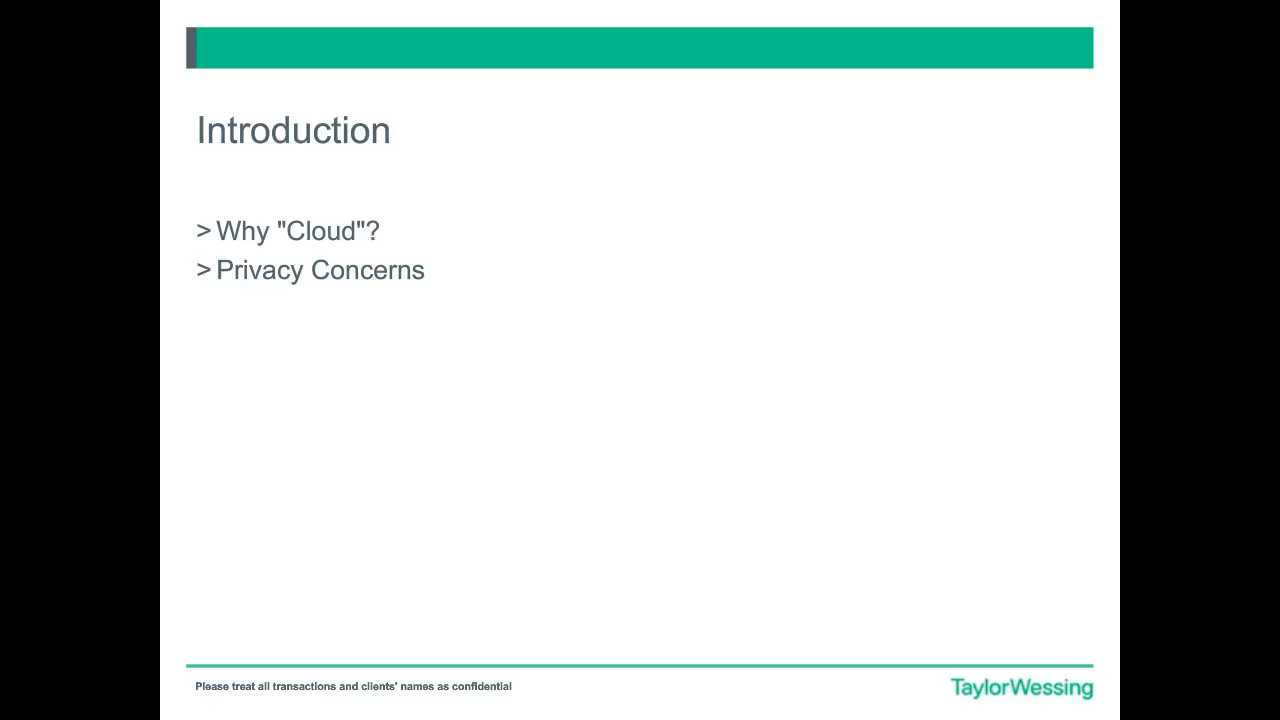 Introduction
> Why "Cloud"?
> Privacy Concerns
Please treat all transactions and clients' names as confidential
TaylorWessing